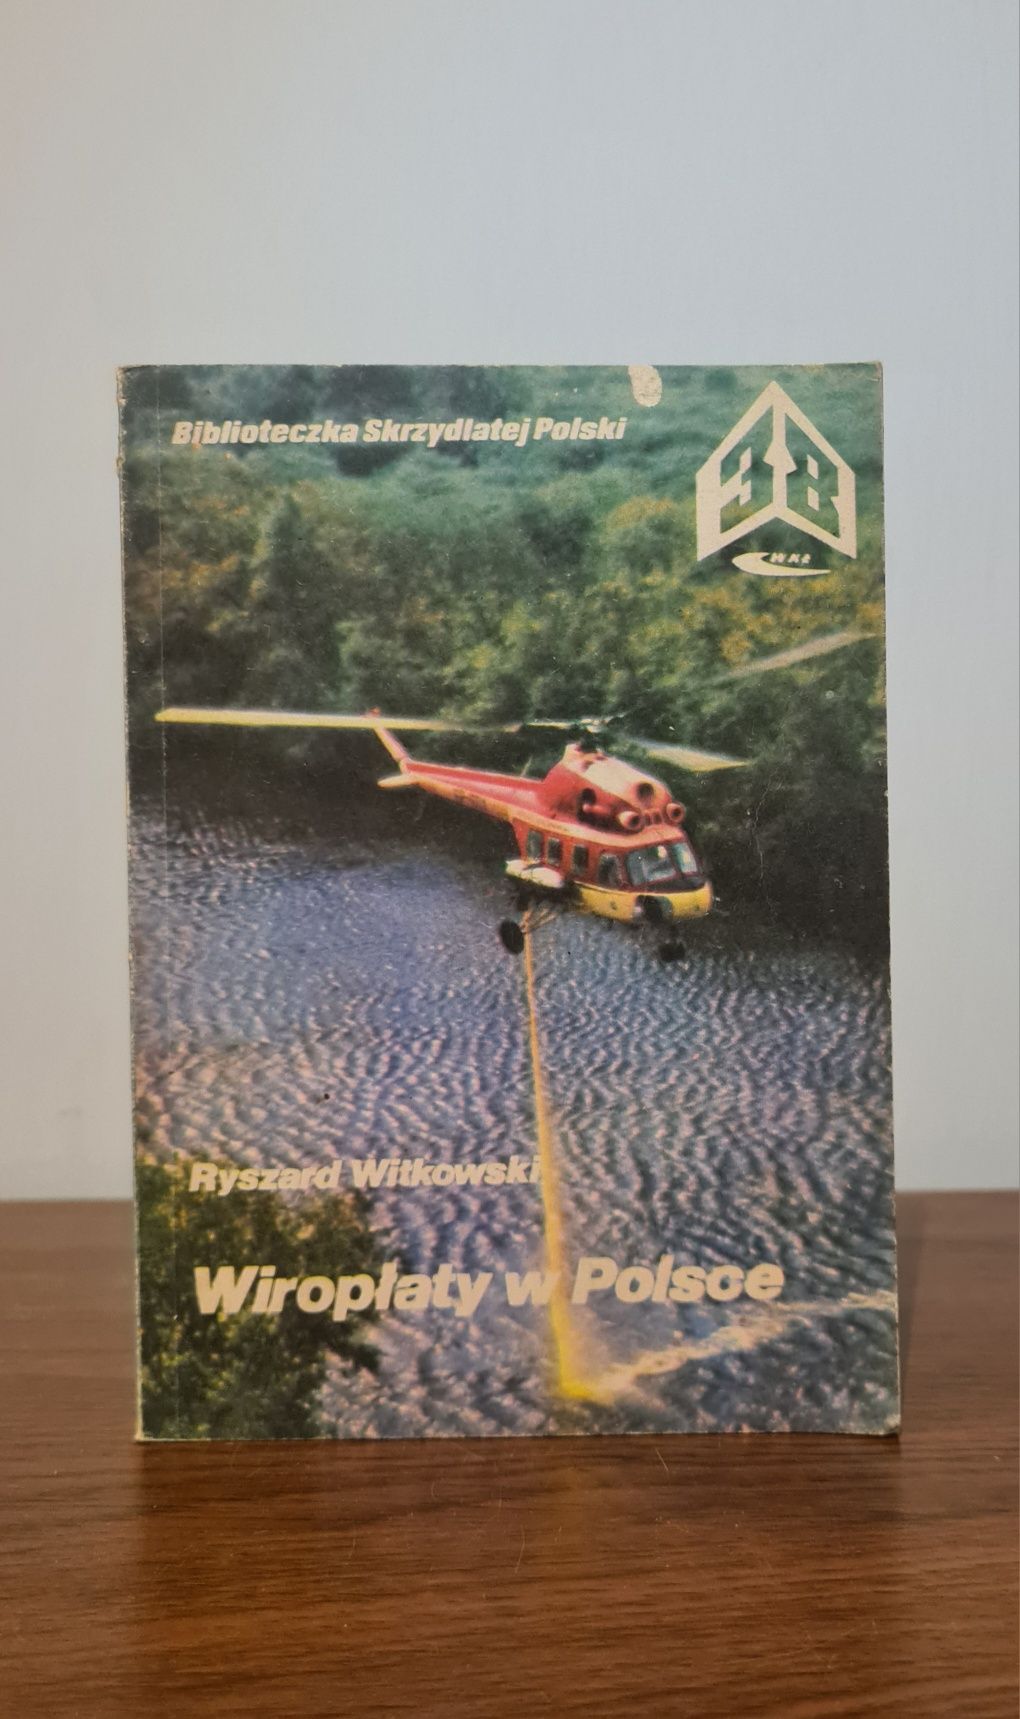 Biblioteczka Skrzydlatej Polski
WKŁ
Ryszard Witkowski
Wiropłaty w Polsce